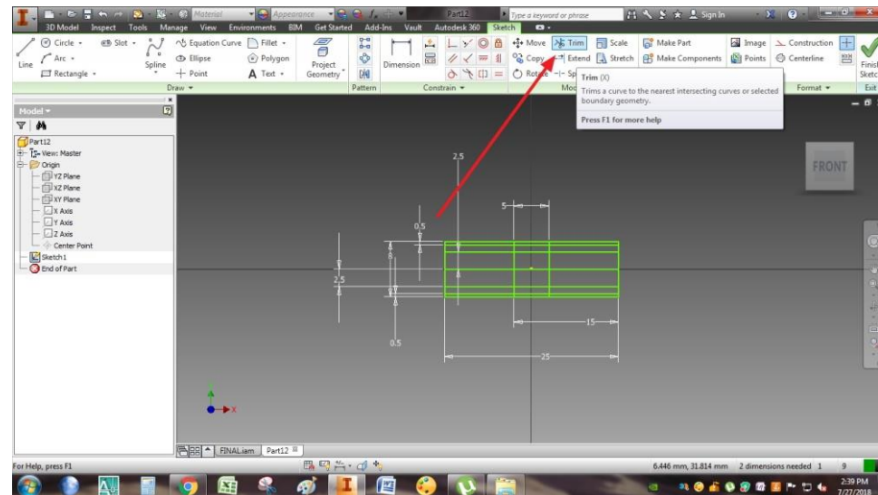 Material
Appearance
Part12
Type a keyword or phrase
Sign In
3D Model Inspect Tools Manage View Environments BIM Get Started Add-Ins Vault Autodesk 360 Sketch
Line
Circle
Arc
Rectangle
Slot
Spline
Equation Curve
Ellipse
Point
Fillet
Polygon
Text
Project
Geometry
Dimension
Move
Copy
Rotate
Trim
Extend
Scale
Stretch
Make Part
Make Components
Image
Points
Construction
Centerline
Draw
Pattern
Constrain
Format
Exit
Trim (X)
Trims a curve to the nearest intersecting curves or selected
boundary geometry.
Press F1 for more help
Model
Part12
View: Master
Origin
YZ Plane
XZ Plane
XY Plane
X Axis
Y Axis
Z Axis
Center Point
Sketch1
End of Part
FRONT
2,5
5
0,5
8
2,5
0,5
15
25
X
FINALiam
Part12
For Help, press F1
6.446 mm, 31.814 mm 2 dimensions needed 1 9
2:39 PM
7/27/2018